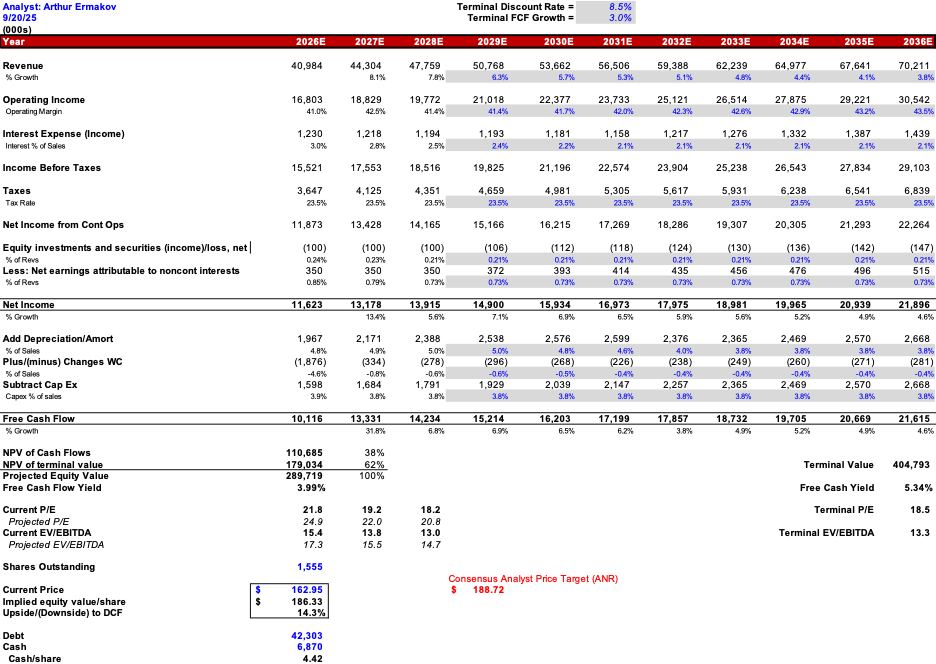 Analyst: Arthur Ermakov Terminal Discount Rate = 8.5%
9/20/25 Terminal FCF Growth = 3.0%
(000s)
Year 2026E 2027E 2028E 2029E 2030E 2031E 2032E 2033E 2034E 2035E 2036E
Revenue 40,984 44,304 47,759 50,768 53,662 56,506 59,388 62,239 64,977 67,641 70,211
% Growth 8.1% 7.8% 6.3% 5.7% 5.3% 5.1% 4.8% 4.4% 4.1% 3.8%
Operating Income 16,803 18,829 19,772 21,018 22,377 23,733 25,121 26,514 27,875 29,221 30,542
Operating Margin 41.0% 42.5% 41.4% 41.4% 41.7% 42.0% 42.3% 42.6% 42.9% 43.2% 43.5%
Interest Expense (Income) 1,230 1,218 1,194 1,193 1,181 1,158 1,217 1,276 1,332 1,387 1,439
Interest % of Sales 3.0% 2.8% 2.5% 2.4% 2.2% 2.1% 2.1% 2.1% 2.1% 2.1% 2.1%
Income Before Taxes 15,521 17,553 18,516 19,825 21,196 22,574 23,904 25,238 26,543 27,834 29,103
Taxes 3,647 4,125 4,351 4,659 4,981 5,305 5,617 5,931 6,238 6,541 6,839
Tax Rate 23.5% 23.5% 23.5% 23.5% 23.5% 23.5% 23.5% 23.5% 23.5% 23.5% 23.5%
Net Income from Cont Ops 11,873 13,428 14,165 15,166 16,215 17,269 18,286 19,307 20,305 21,293 22,264
Equity investments and securities (income)/loss, net (100) (100) (100) (106) (112) (118) (124) (130) (136) (142) (147)
% of Revs 0.24% 0.23% 0.21% 0.21% 0.21% 0.21% 0.21% 0.21% 0.21% 0.21% 0.21%
Less: Net earnings attributable to noncont interests 350 350 350 372 393 414 435 456 476 496 515
% of Revs 0.85% 0.79% 0.73% 0.73% 0.73% 0.73% 0.73% 0.73% 0.73% 0.73% 0.73%
Net Income 11,623 13,178 13,915 14,900 15,934 16,973 17,975 18,981 19,965 20,939 21,896
% Growth 13.4% 5.6% 7.1% 6.9% 6.5% 5.9% 5.6% 5.2% 4.9% 4.6%
Add Depreciation/Amort 1,967 2,171 2,388 2,538 2,576 2,599 2,376 2,365 2,469 2,570 2,668
% of Sales 4.8% 4.9% 5.0% 5.0% 4.8% 4.6% 4.0% 3.8% 3.8% 3.8% 3.8%
Plus/(minus) Changes WC (1,876) (334) (278) (296) (268) (226) (238) (249) (260) (271) (281)
% of Sales -4.6% -0.8% -0.6% -0.6% -0.5% -0.4% -0.4% -0.4% -0.4% -0.4% -0.4%
Subtract Cap Ex 1,598 1,684 1,791 1,929 2,039 2,147 2,257 2,365 2,469 2,570 2,668
Capex % of sales 3.9% 3.8% 3.8% 3.8% 3.8% 3.8% 3.8% 3.8% 3.8% 3.8% 3.8%
Free Cash Flow 10,116 13,331 14,234 15,214 16,203 17,199 17,857 18,732 19,705 20,669 21,615
% Growth 31.8% 6.8% 6.9% 6.5% 6.2% 3.8% 4.9% 5.2% 4.9% 4.6%
NPV of Cash Flows 110,685 38%
NPV of terminal value 179,034 62% Terminal Value 404,793
Projected Equity Value 289,719 100%
Free Cash Flow Yield 3.99% Free Cash Yield 5.34%
Current P/E 21.8 19.2 18.2 Terminal P/E 18.5
Projected P/E 24.9 22.0 20.8
Current EV/EBITDA 15.4 13.8 13.0 Terminal EV/EBITDA 13.3
Projected EV/EBITDA 17.3 15.5 14.7
Shares Outstanding 1,555
Consensus Analyst Price Target (ANR)
Current Price $ 162.95 $ 188.72
Implied equity value/share $ 186.33
Upside/(Downside) to DCF 14.3%
Debt 42,303
Cash 6,870
Cash/share 4.42